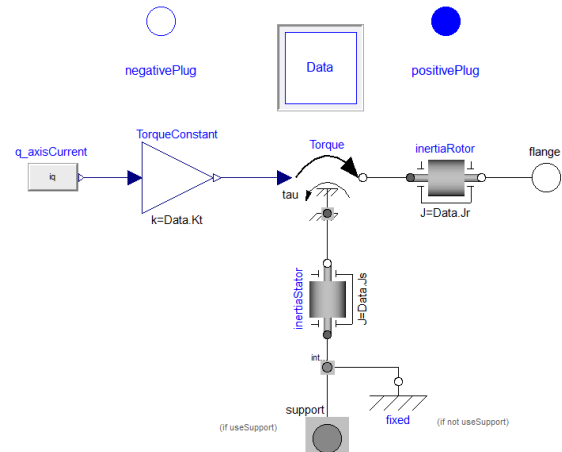 negativePlug
Data
positivePlug
q_axisCurrent
iq
TorqueConstant
k=Data.Kt
Torque
tau
inertiaRotor
J=Data.Jr
flange
inertiaStator
J=Data.Js
int
support
(if useSupport)
fixed
(if not useSupport)